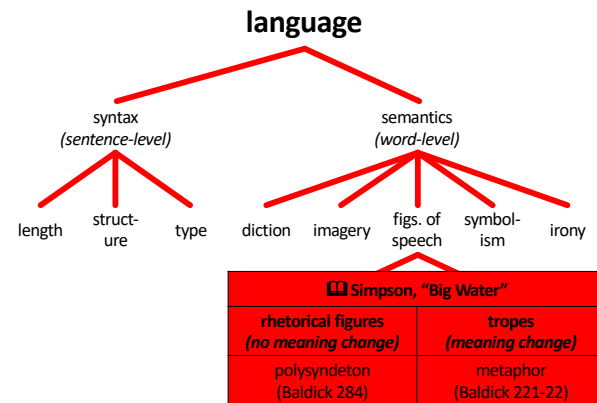 language
syntax
(sentence-level)
semantics
(word-level)
length
struct-
ure
type
diction
imagery
figs. of
speech
symbol-
ism
irony
Simpson, “Big Water”
rhetorical figures
(no meaning change)
tropes
(meaning change)
polysyndeton
(Baldick 284)
metaphor
(Baldick 221-22)